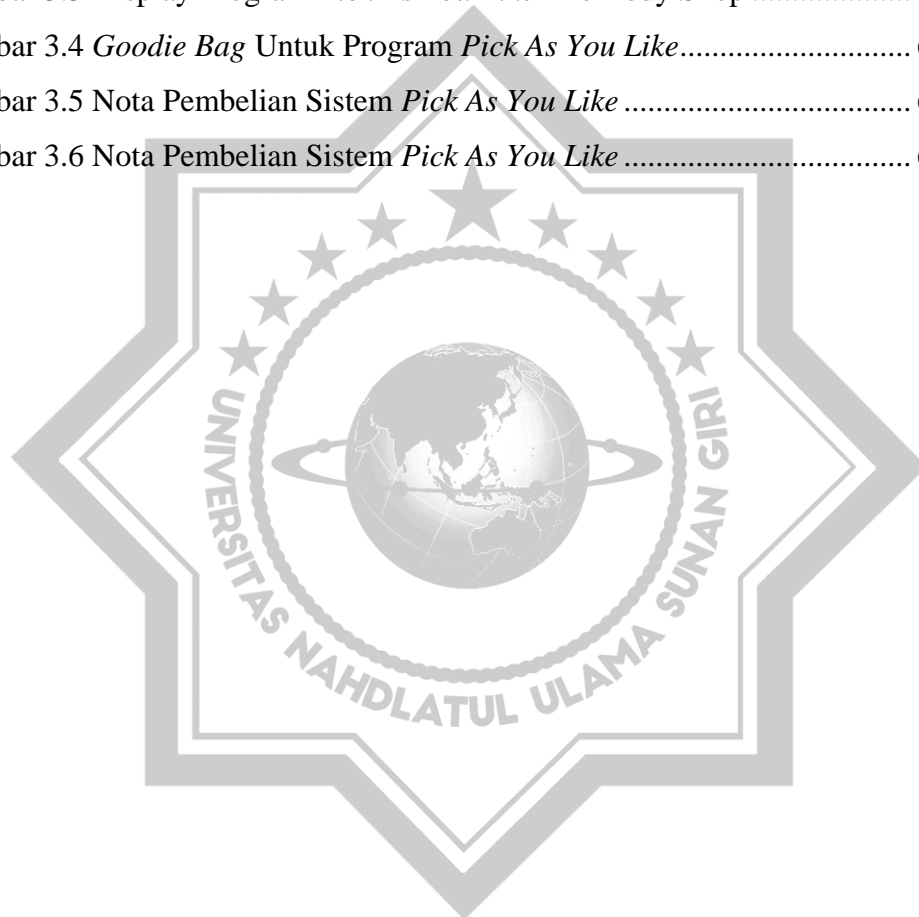 bar 3.4 Goodie Bag Untuk Program Pick As You Like
bar 3.5 Nota Pembelian Sistem Pick As You Like
bar 3.6 Nota Pembelian Sistem Pick As You Like
UNIVERSITAS NAHDLATUL ULAMA SUNAN GIRI